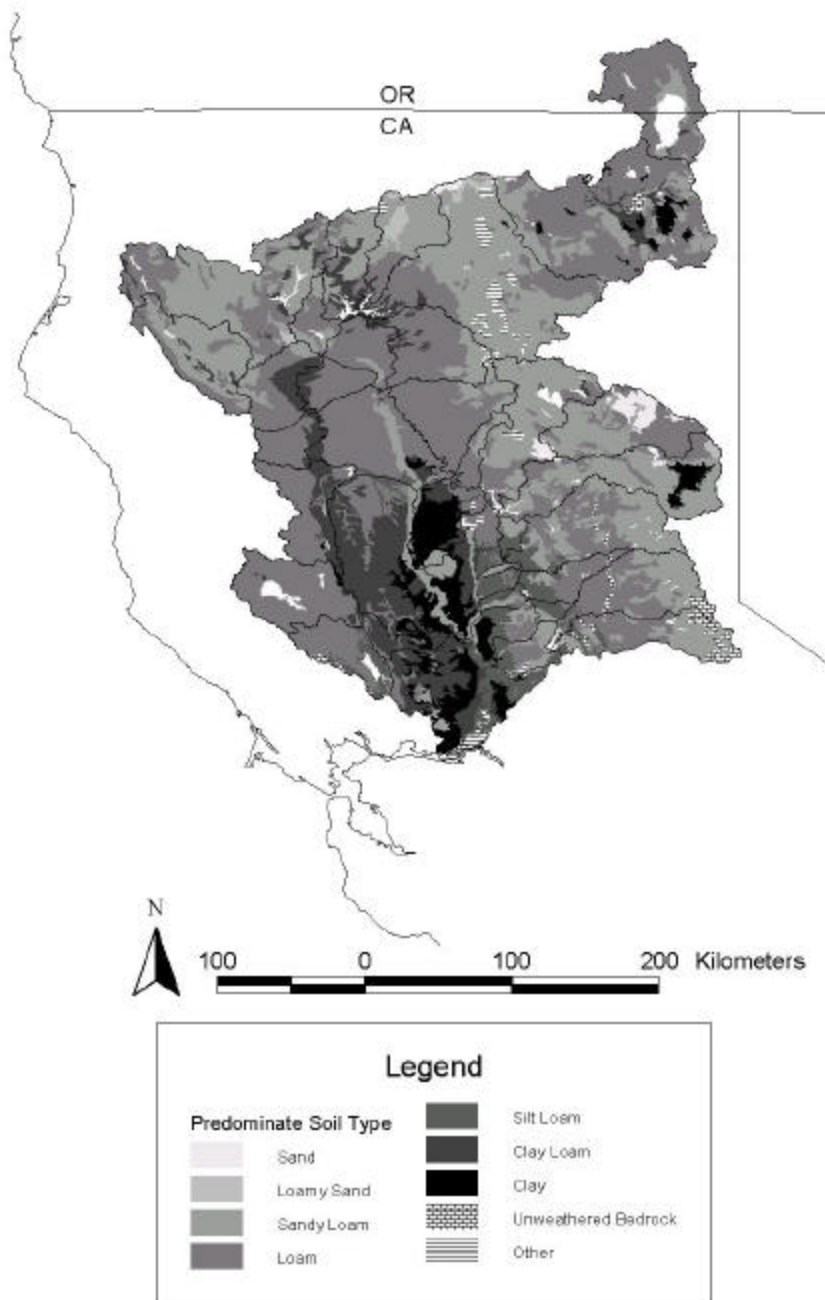 OR
CA
N
100 0 100 200 Kilometers
Legend
Predominate Soil Type
Sand
Loamy Sand
Sandy Loam
Loam
Silt Loam
Clay Loam
Clay
Unweathered Bedrock
Other